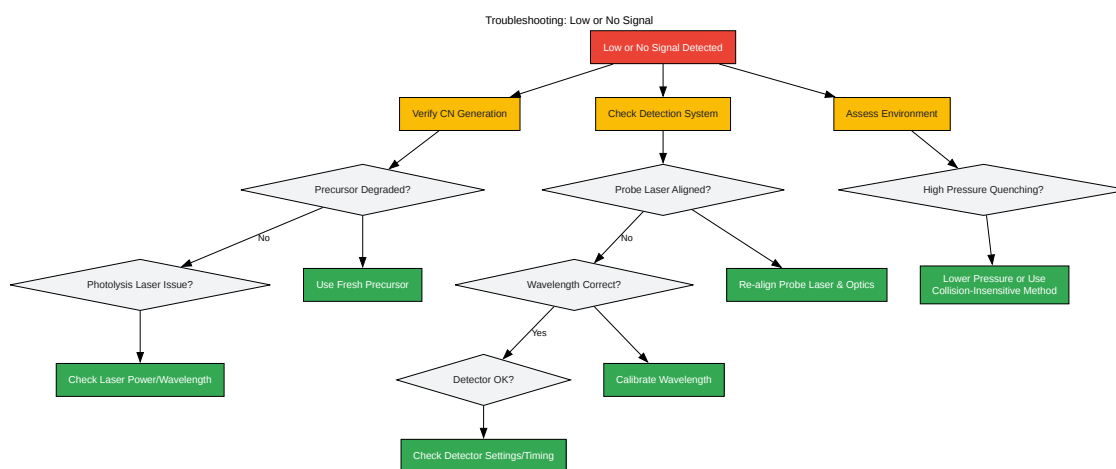 Troubleshooting: Low or No Signal
Low or No Signal Detected
Verify CN Generation
Check Detection System
Assess Environment
Precursor Degraded?
Probe Laser Aligned?
High Pressure Quenching?
No
No
Photolysis Laser Issue?
Use Fresh Precursor
Wavelength Correct?
Re-align Probe Laser & Optics
Lower Pressure or Use
Collision-Insensitive Method
Yes
Check Laser Power/Wavelength
Detector OK?
Calibrate Wavelength
Check Detector Settings/Timing